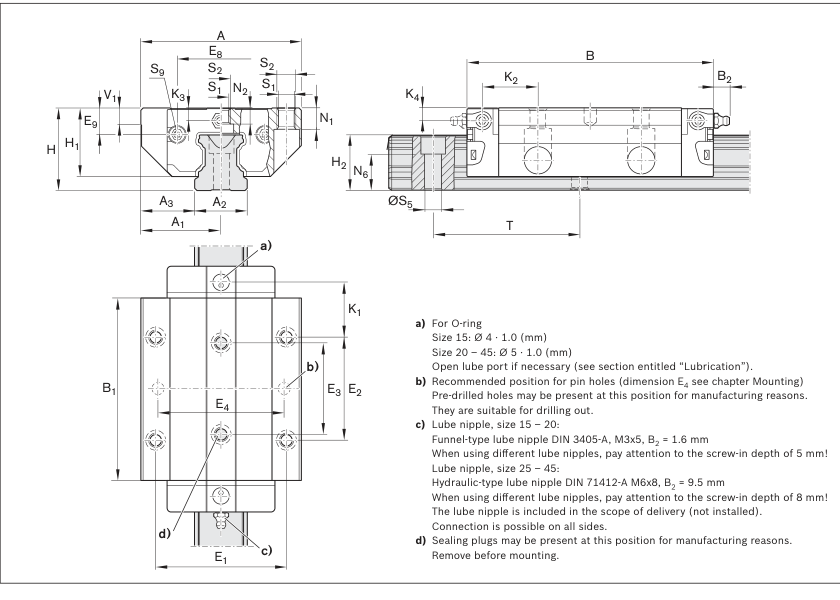 A
E8
S9
S2
S2
V1
K3
S1
N2
S1
E9
N1
H
H1
A3
A2
A1
B
K4
K2
B2
H2
N6
ØS5
T
a)
K1
b)
B1
E4
E3
E2
d)
c)
E1
a) For O-ring
Size 15: Ø 4 · 1.0 (mm)
Size 20 – 45: Ø 5 · 1.0 (mm)
Open lube port if necessary (see section entitled “Lubrication”).
b) Recommended position for pin holes (dimension E4 see chapter Mounting)
Pre-drilled holes may be present at this position for manufacturing reasons.
They are suitable for drilling out.
c) Lube nipple, size 15 – 20:
Funnel-type lube nipple DIN 3405-A, M3x5, B2 = 1.6 mm
When using different lube nipples, pay attention to the screw-in depth of 5 mm!
Lube nipple, size 25 – 45:
Hydraulic-type lube nipple DIN 71412-A M6x8, B2 = 9.5 mm
When using different lube nipples, pay attention to the screw-in depth of 8 mm!
The lube nipple is included in the scope of delivery (not installed).
Connection is possible on all sides.
d) Sealing plugs may be present at this position for manufacturing reasons.
Remove before mounting.